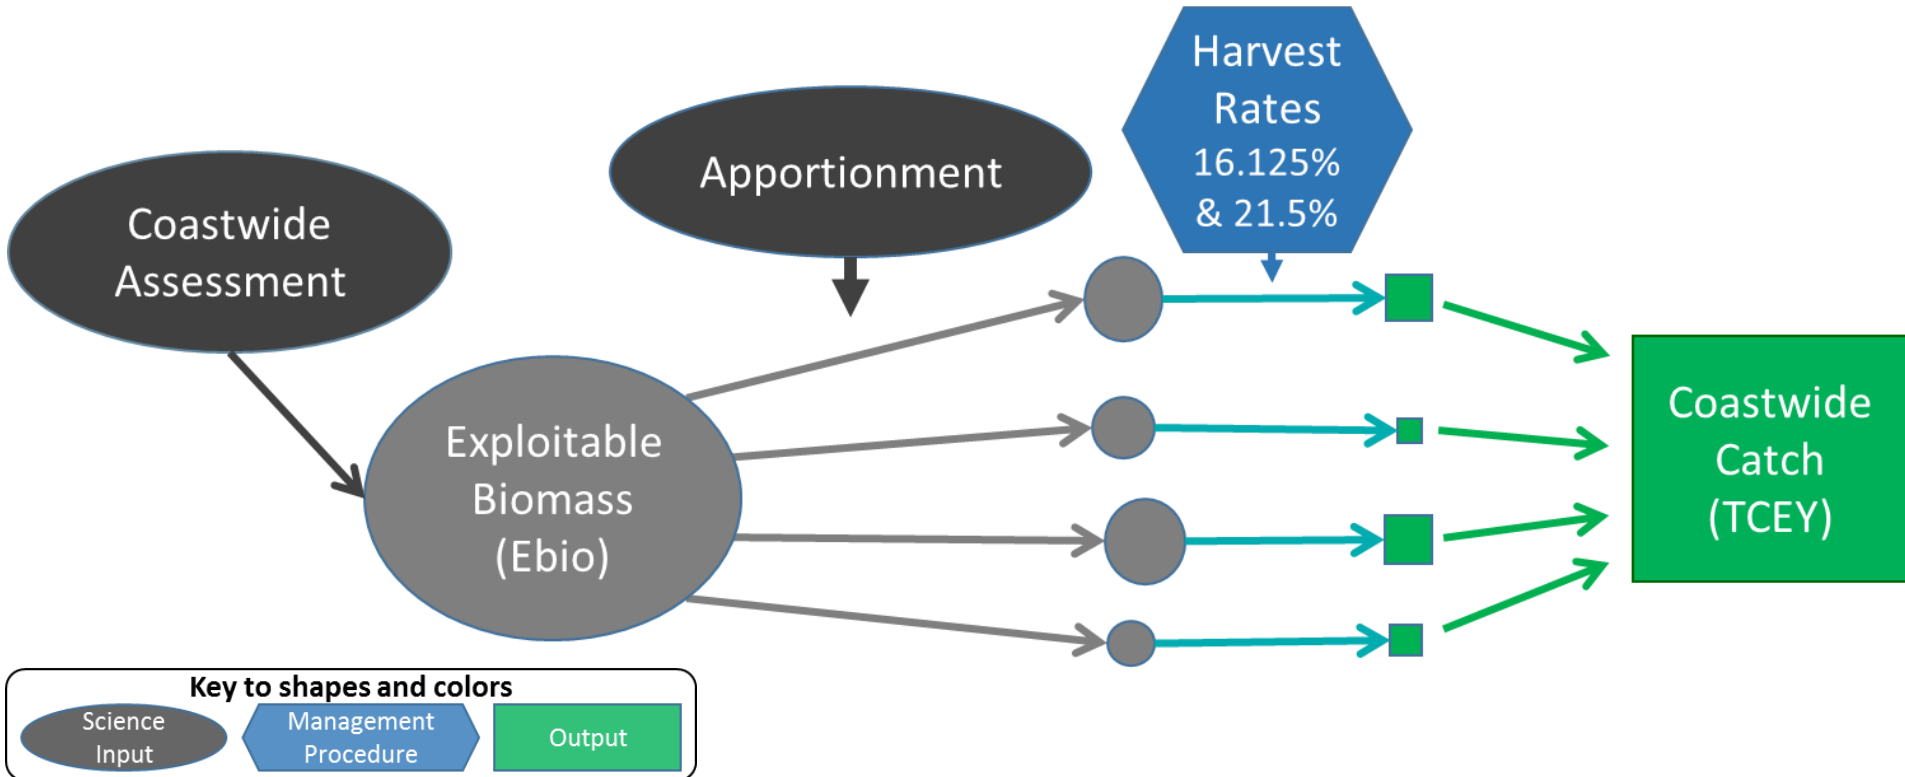 Coastwide
Assessment
Apportionment
Harvest
Rates
16.125%
& 21.5%
Exploitable
Biomass
(Ebio)
Coastwide
Catch
(TCEY)
Key to shapes and colors
Science
Input
Management
Procedure
Output